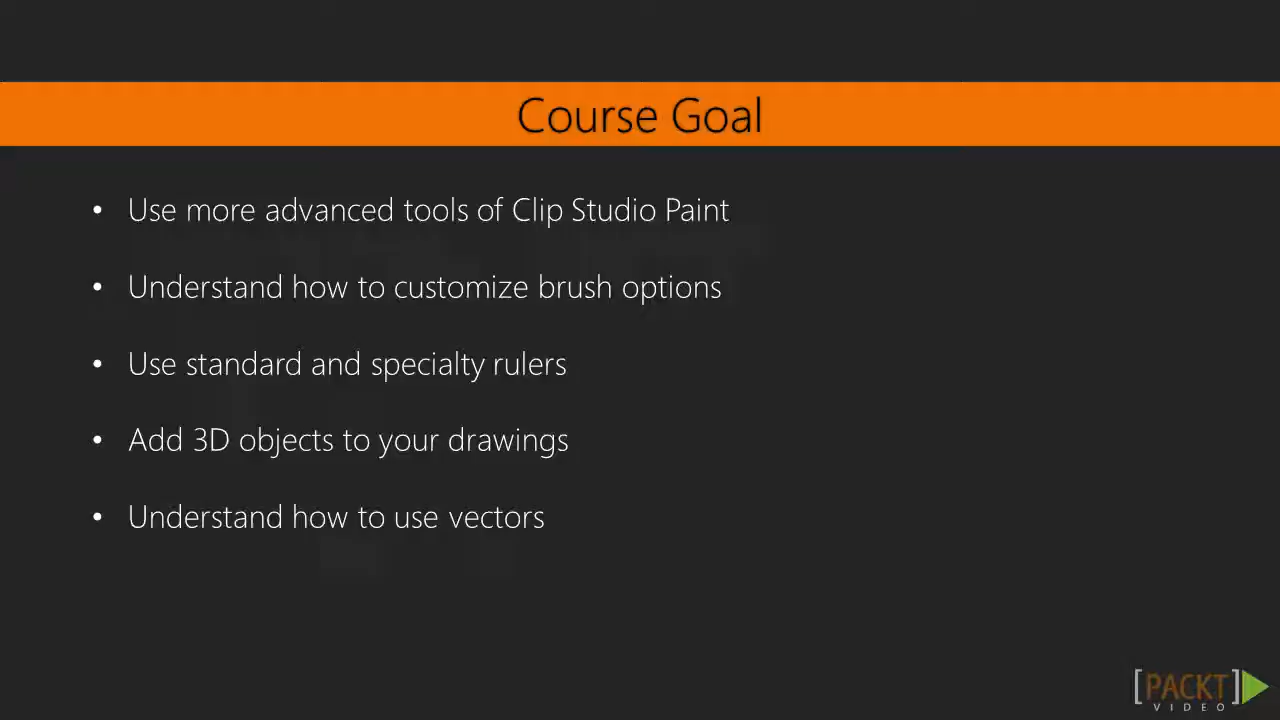 Course Goal
• Use more advanced tools of Clip Studio Paint
• Understand how to customize brush options
• Use standard and specialty rulers
• Add 3D objects to your drawings
• Understand how to use vectors
[PACKT]
VIDEO